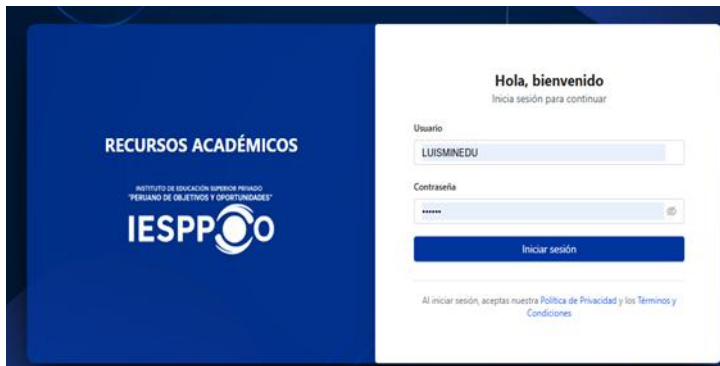 RECURSOS ACADÉMICOS
INSTITUTO DE EDUCACIÓN SUPERIOR PRIVADO
"PERUANO DE OBJETIVOS Y OPORTUNIDADES"
IESPPOO
Hola, bienvenido
Inicia sesión para continuar
Usuario
LUISMINEDU
Contraseña
••••••
Iniciar sesión
Al iniciar sesión, aceptas nuestra Política de Privacidad y los Términos y
Condiciones